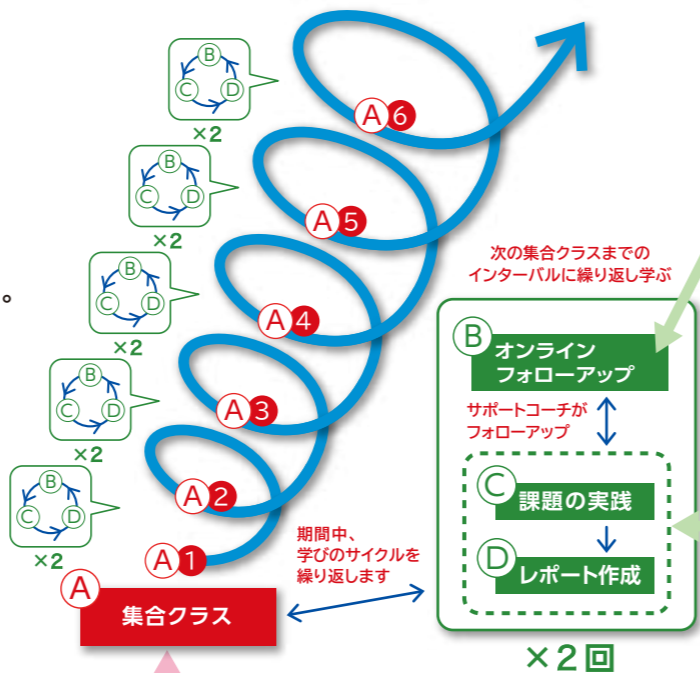 B
C D
×2
A6
B
C D
×2
A5
。
B
C D
×2
A4
B
C D
×2
A3
B
C D
×2
A2
A1
次の集合クラスまでの
インターバルに繰り返し学ぶ
B オンライン
フォローアップ
サポートコーチが
フォローアップ
C 課題の実践
D レポート作成
×2回
期間中、
学びのサイクルを
繰り返します
A 集合クラス